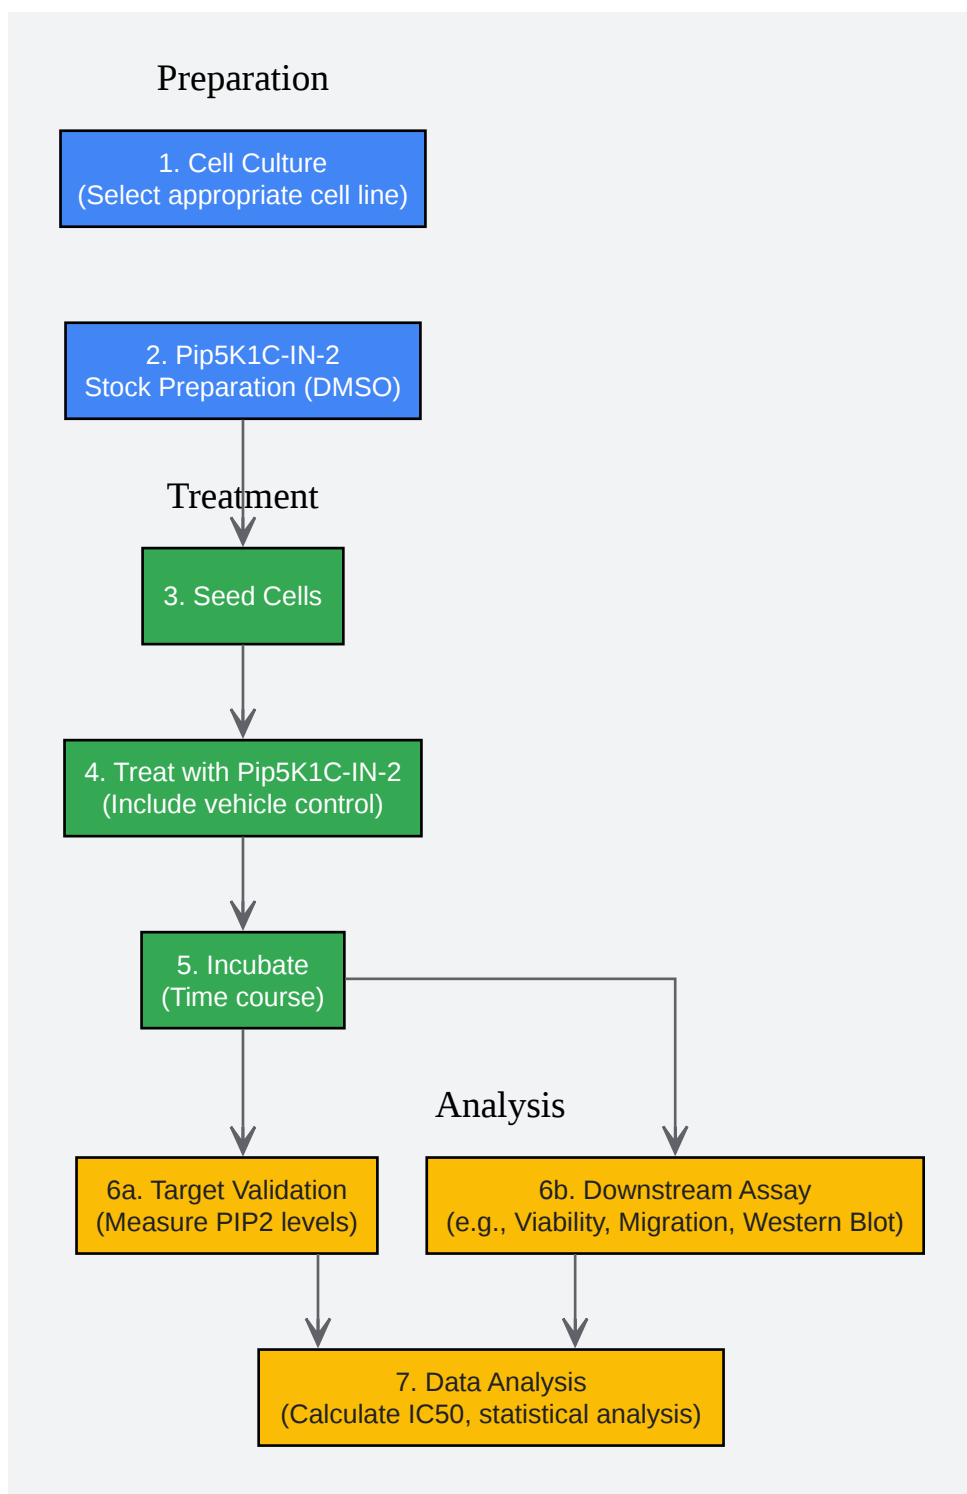 Preparation
1. Cell Culture
(Select appropriate cell line)
2. Pip5K1C-IN-2
Stock Preparation (DMSO)
Treatment
3. Seed Cells
4. Treat with Pip5K1C-IN-2
(Include vehicle control)
5. Incubate
(Time course)
Analysis
6a. Target Validation
(Measure PIP2 levels)
6b. Downstream Assay
(e.g., Viability, Migration, Western Blot)
7. Data Analysis
(Calculate IC50, statistical analysis)